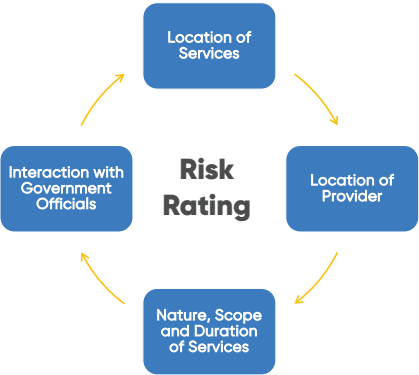 Location of
Services
Interaction with
Government
Officials
Risk
Rating
Location of
Provider
Nature, Scope
and Duration
of Services